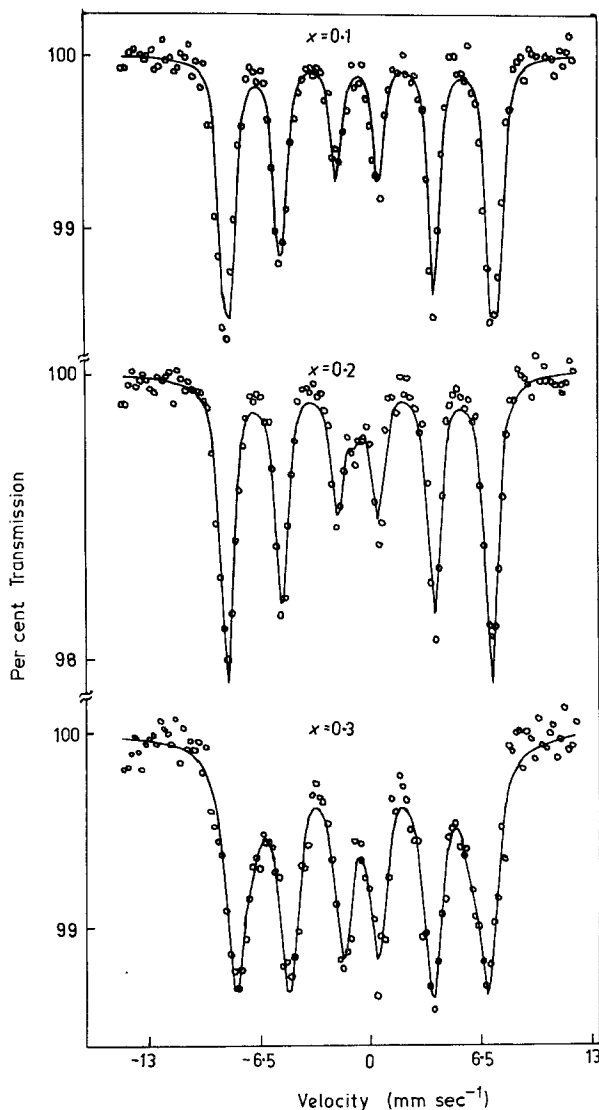 x=0·1
100
99
x=0·2
100
98
x=0·3
100
99
Per cent Transmission
-13 -6·5 0 6·5 13
Velocity (mm sec⁻¹)